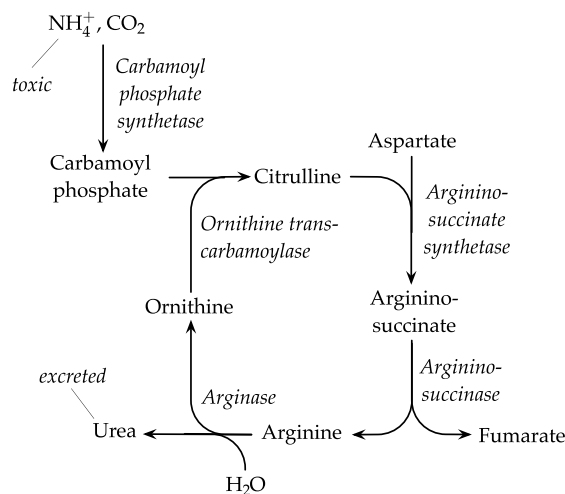 NH₄⁺, CO₂
toxic
Carbamoyl
phosphate
synthetase
Aspartate
Carbamoyl
phosphate
Citrulline
Arginino-
succinate
synthetase
Ornithine trans-
carbamoylase
Ornithine
Arginino-
succinate
Arginino-
succinase
excreted
Arginase
Urea
Arginine
Fumarate
H₂O